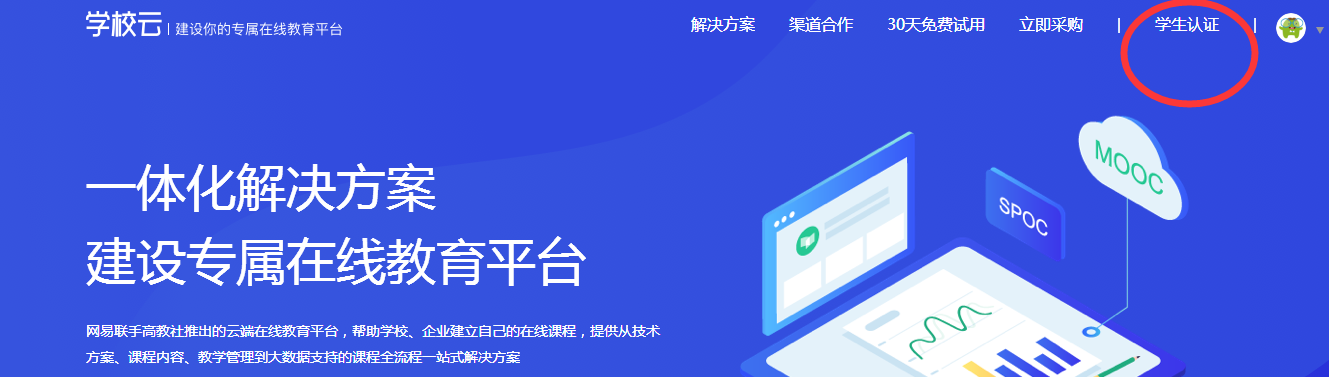 学校云 | 建设你的专属在线教育平台
解决方案 渠道合作 30天免费试用 立即采购 | 学生认证 |
一体化解决方案
建设专属在线教育平台
网易联手高教社推出的云端在线教育平台，帮助学校、企业建立自己的在线课程，提供从技术
方案、课程内容、教学管理到大数据支持的课程全流程一站式解决方案
MOOC
SPOC